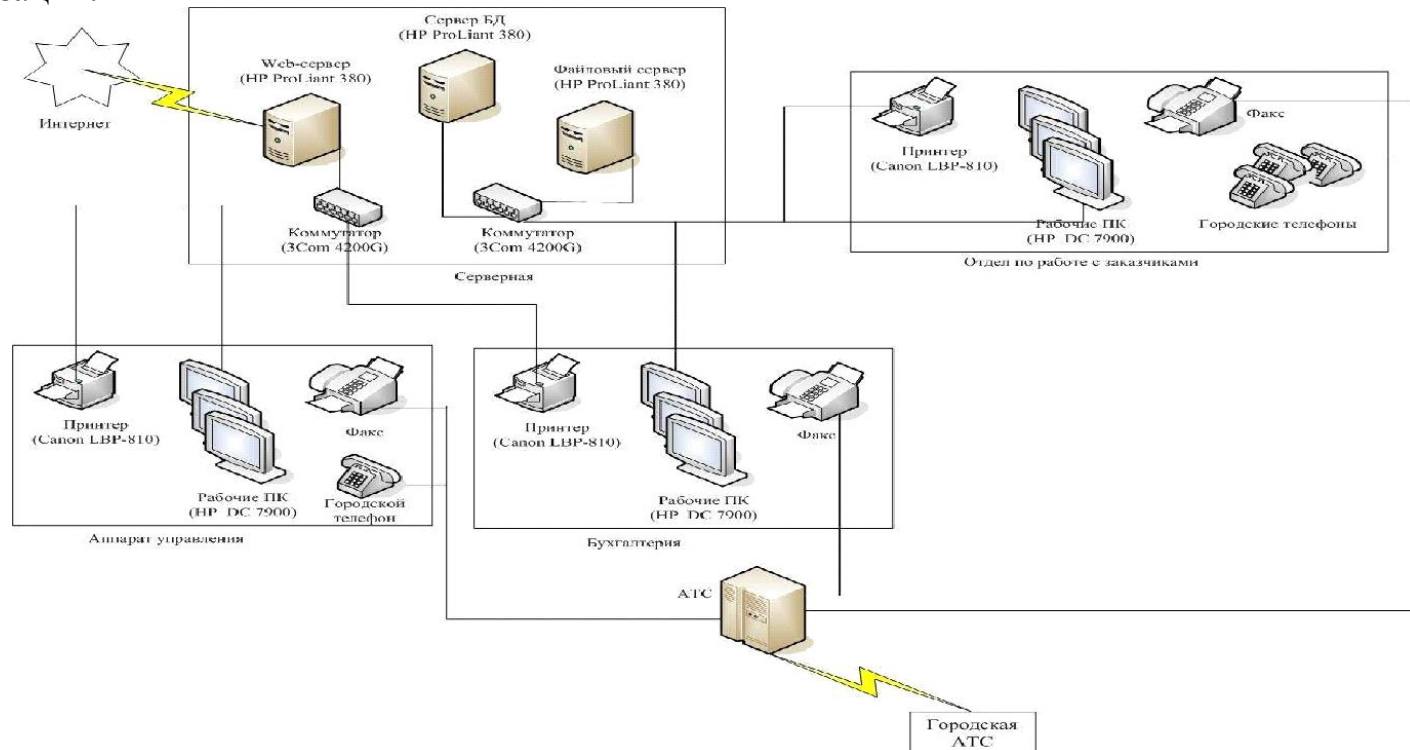 Сервер БД
(HP ProLiant 380)
Web-сервер
(HP ProLiant 380)
Файловый сервер
(HP ProLiant 380)
Интернет
Коммутатор
(3Com 4200G)
Коммутатор
(3Com 4200G)
Серверная
Принтер
(Canon LBP-810)
Факс
Рабочие ПК
(HP DC 7900)
Городские телефоны
Отдел по работе с заказчиками
Принтер
(Canon LBP-810)
Факс
Рабочие ПК
(HP DC 7900)
Городской
телефон
Аппарат управления
Принтер
(Canon LBP-810)
Факс
Рабочие ПК
(HP DC 7900)
Бухгалтерия
АТС
Городская
АТС